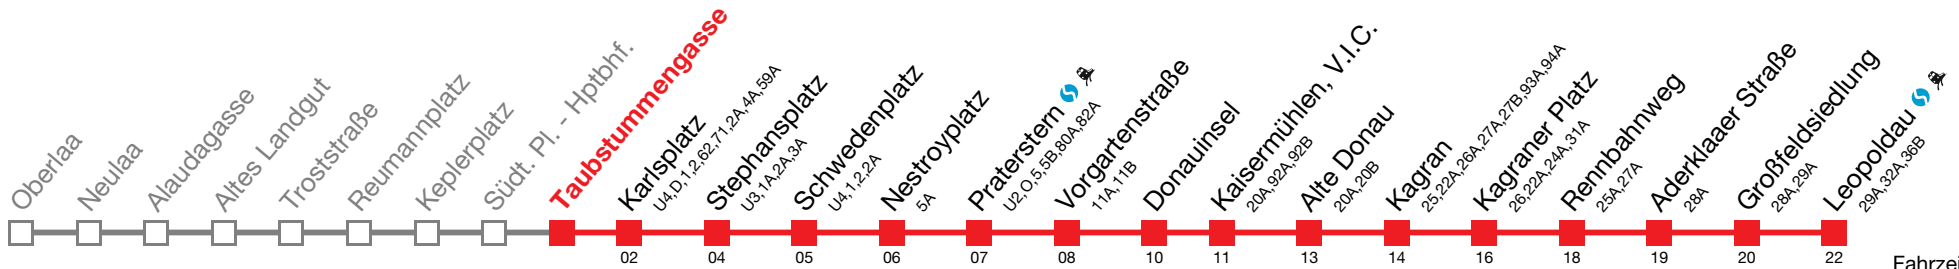 Oberlaa
Neulaa
Alaudagasse
Altes Landgut
Troststraße
Reumannplatz
Keplerplatz
Südt. Pl. - Hptbhf.
Taubstummengasse
Karlsplatz
U4,D,1,2,62,71,2A,4A,59A
02
Stephansplatz
U3,1A,2A,3A
04
Schwedenplatz
U4,1,2,2A
05
Nestroyplatz
5A
06
Praterstern
U2,O,5,5B,80A,82A
07
Vorgartenstraße
11A,11B
08
Donauinsel
10
Kaisermühlen, V.I.C.
20A,92A,92B
11
Alte Donau
20A,20B
13
Kagran
25,22A,26A,27A,27B,93A,94A
14
Kagraner Platz
26,22A,24A,31A
16
Rennbahnweg
25A,27A
18
Aderklaaer Straße
28A
19
Großfeldsiedlung
28A,29A
20
Leopoldau
29A,32A,36B
22